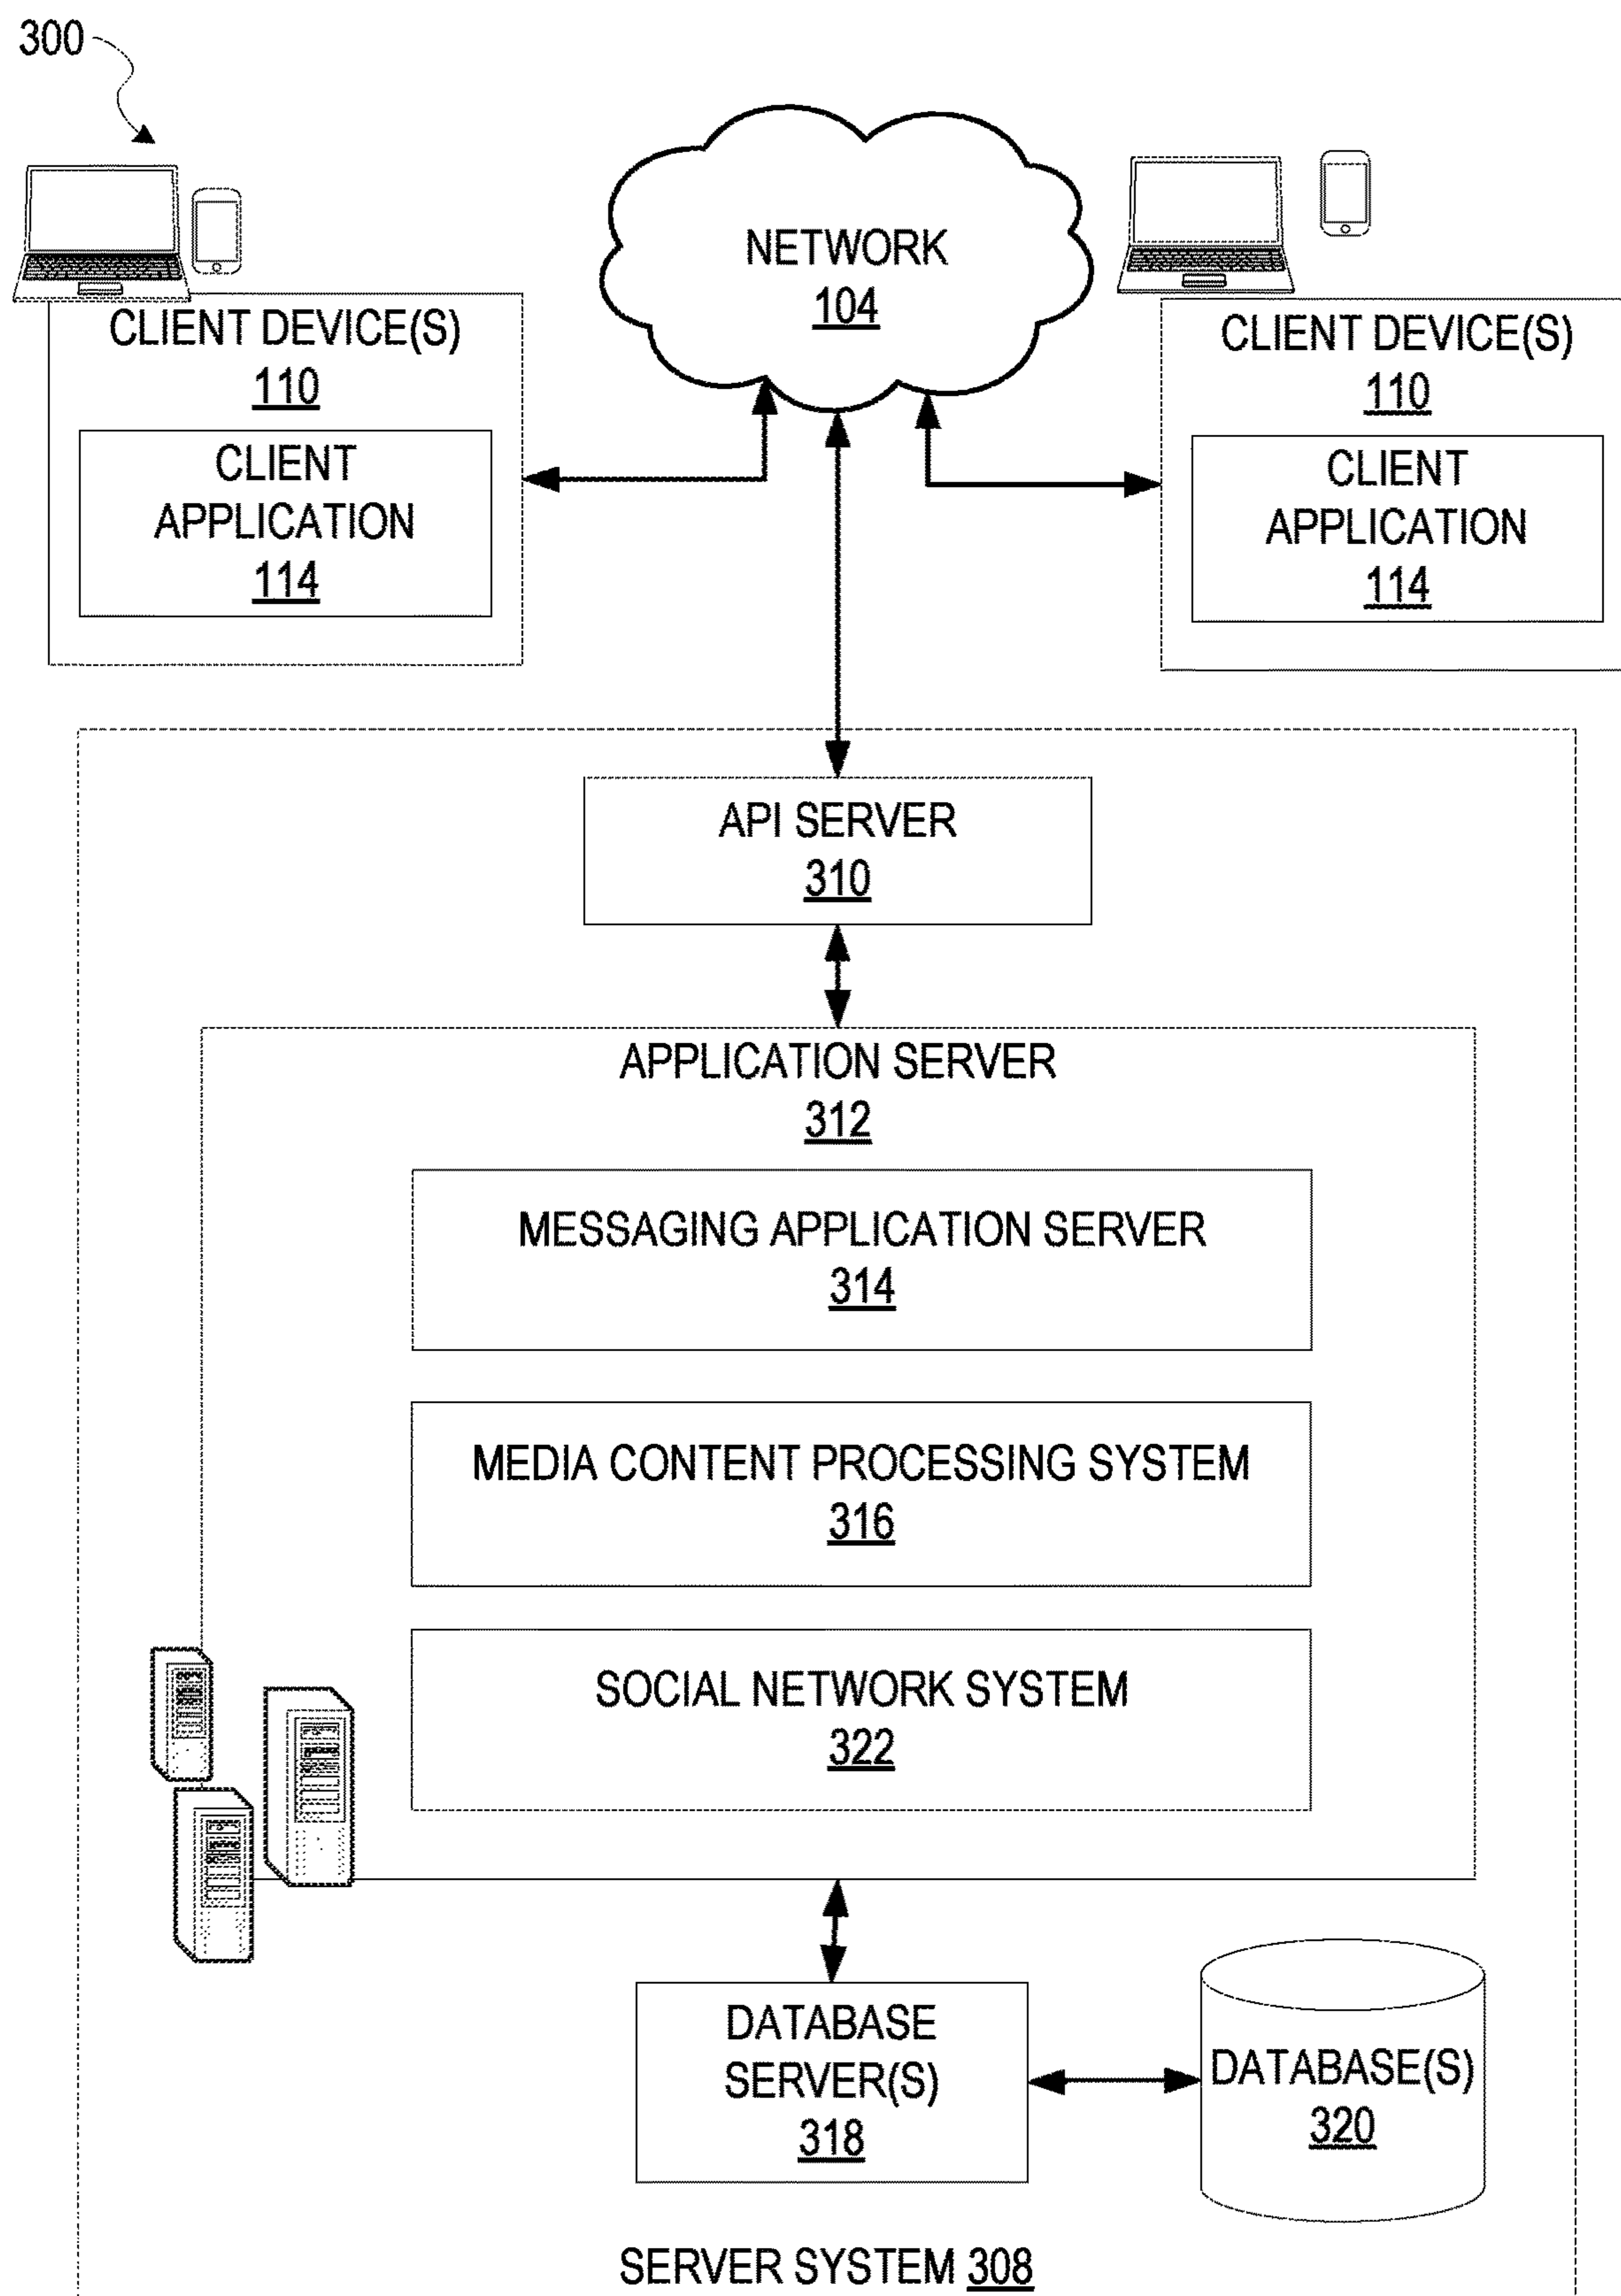 300
NETWORK
104
CLIENT DEVICE(S)
110
CLIENT
APPLICATION
114
CLIENT DEVICE(S)
110
CLIENT
APPLICATION
114
API SERVER
310
APPLICATION SERVER
312
MESSAGING APPLICATION SERVER
314
MEDIA CONTENT PROCESSING SYSTEM
316
SOCIAL NETWORK SYSTEM
322
DATABASE
SERVER(S)
318
DATABASE(S)
320
SERVER SYSTEM 308